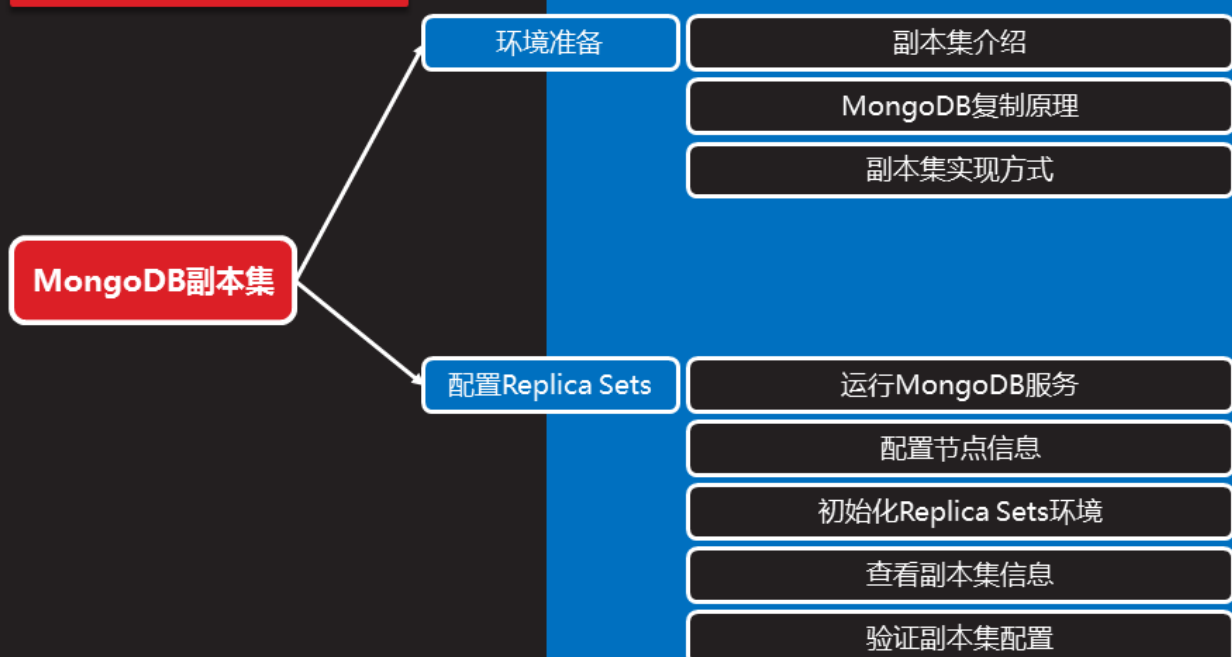 环境准备
副本集介绍
MongoDB复制原理
副本集实现方式
MongoDB副本集
配置Replica Sets
运行MongoDB服务
配置节点信息
初始化Replica Sets环境
查看副本集信息
验证副本集配置